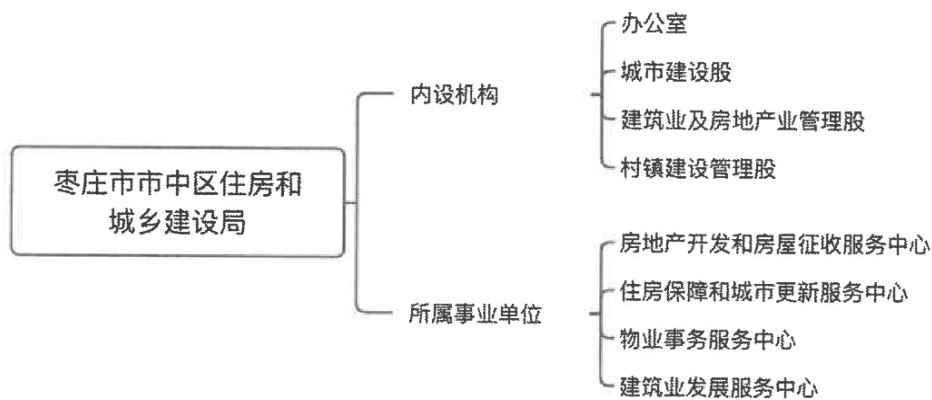 枣庄市市中区住房和
城乡建设局
内设机构
办公室
城市建设股
建筑业及房地产业管理股
村镇建设管理股
所属事业单位
房地产开发和房屋征收服务中心
住房保障和城市更新服务中心
物业事务服务中心
建筑业发展服务中心